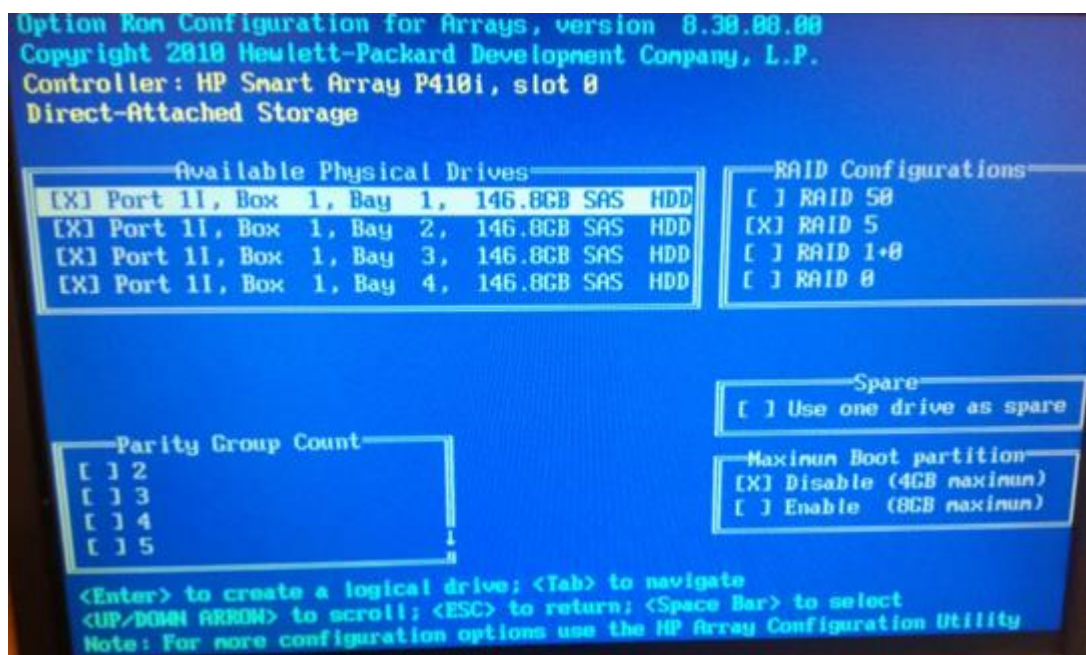 Option Rom Configuration for Arrays, version 8.30.08.00
Copyright 2010 Hewlett-Packard Development Company, L.P.
Controller: HP Smart Array P410i, slot 0
Direct-Attached Storage
Available Physical Drives
[X] Port 1I, Box 1, Bay 1, 146.8GB SAS HDD
[X] Port 1I, Box 1, Bay 2, 146.8GB SAS HDD
[X] Port 1I, Box 1, Bay 3, 146.8GB SAS HDD
[X] Port 1I, Box 1, Bay 4, 146.8GB SAS HDD
RAID Configurations
[ ] RAID 50
[X] RAID 5
[ ] RAID 1+0
[ ] RAID 0
Spare
[ ] Use one drive as spare
Parity Group Count
[ ] 2
[ ] 3
[ ] 4
[ ] 5
Maximum Boot partition
[X] Disable (4GB maximum)
[ ] Enable (8GB maximum)
<Enter> to create a logical drive; <Tab> to navigate
<UP/DOWN ARROW> to scroll; <ESC> to return; <Space Bar> to select
Note: For more configuration options use the HP Array Configuration Utility